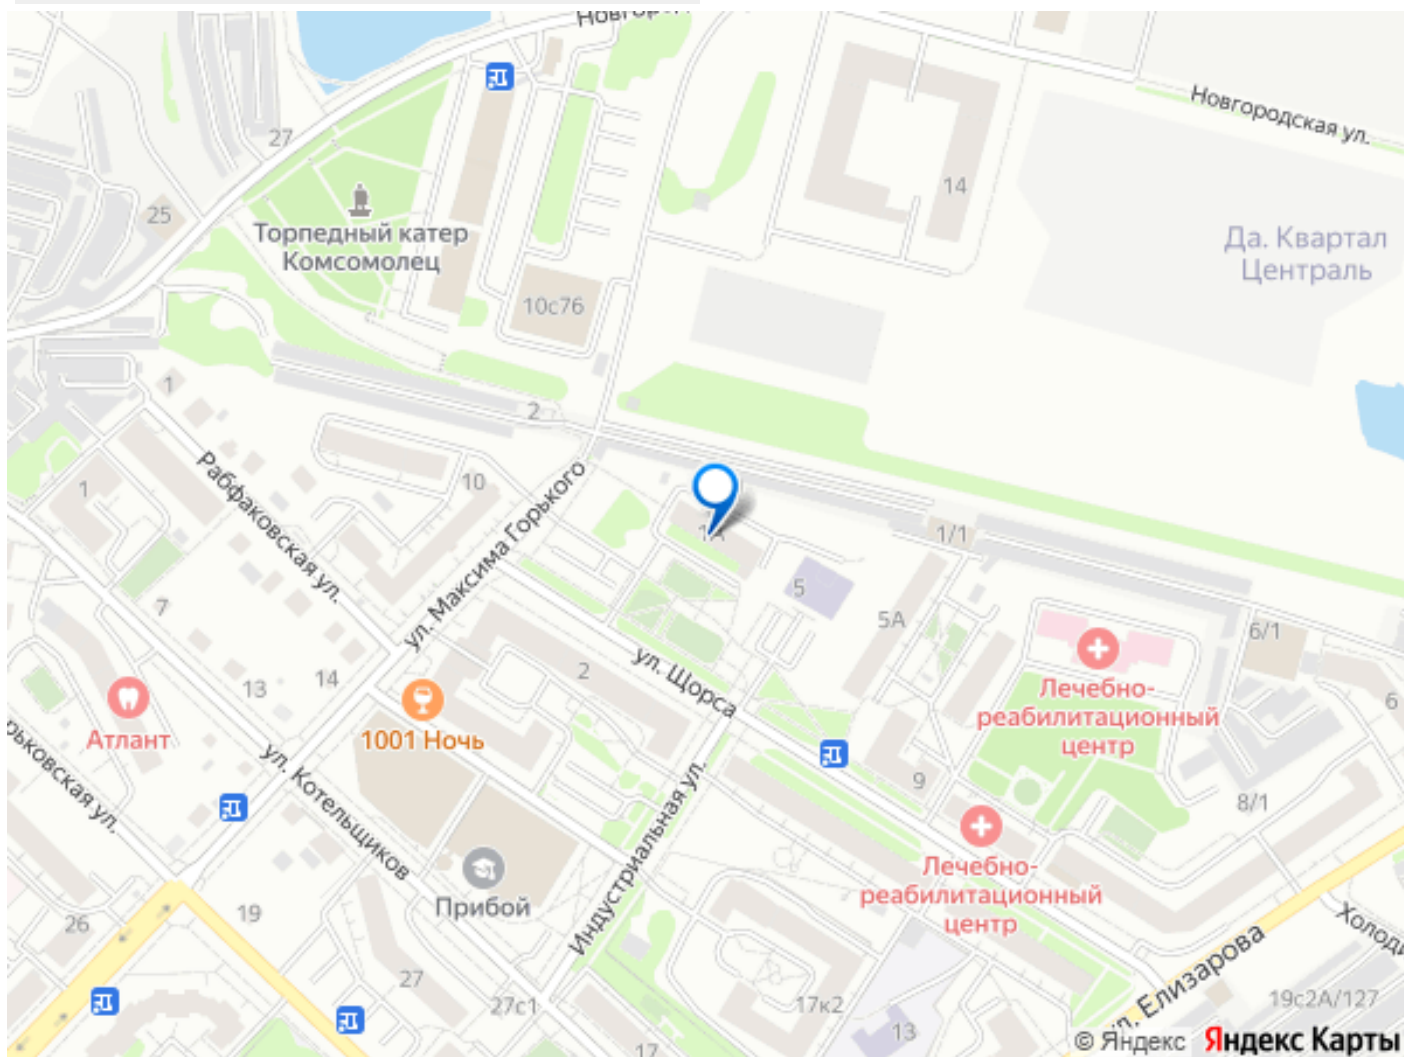 Новгородская ул.
27
25
14
Торпедный катер
Комсомолец
Да. Квартал
Централь
10с76
1
2
Рабфаковская ул.
10
1
ул. Максима Горького
1А
1/1
5
5А
7
6/1
ул. Щорса
2
14
13
6
Лечебно-
реабилитационный
центр
Атлант
1001 Ночь
ул. Котельщиков
Индустриальная ул.
9
8/1
Лечебно-
реабилитационный
центр
Прибой
19
26
27
27с1
17к2
13
17
ул. Елизарова
19с2А/127
© Яндекс Яндекс Карты